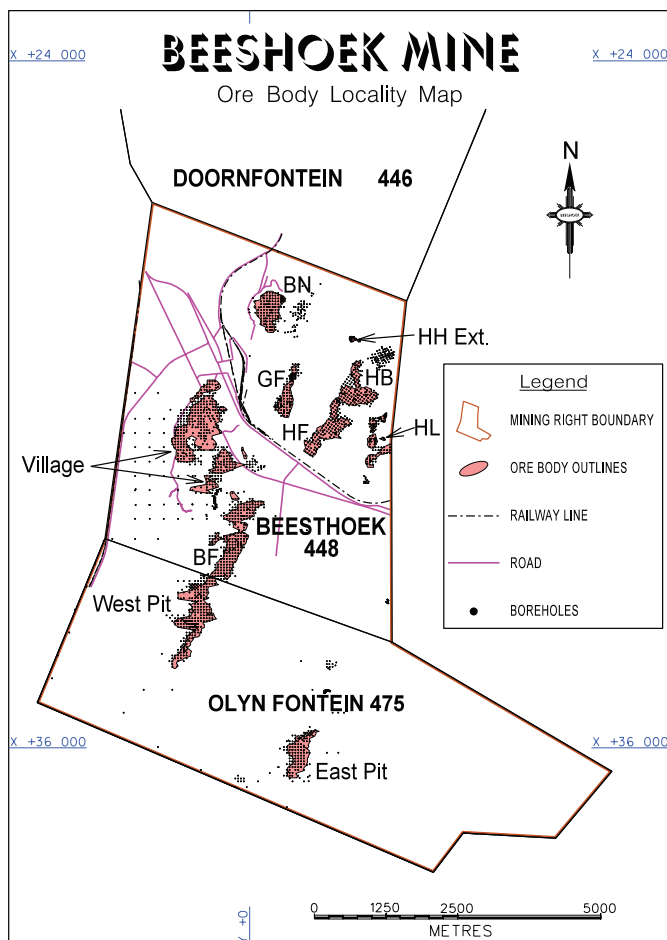 BEESHOEK MINE
Ore Body Locality Map
X +24 000
X +24 000
N
BEESHOEK
DOORNFONTEIN 446
BN
HH Ext.
GF
HB
HF
HL
Village
BEESTHOEK
448
BF
West Pit
OLYN FONTEIN 475
East Pit
Legend
MINING RIGHT BOUNDARY
ORE BODY OUTLINES
RAILWAY LINE
ROAD
BOREHOLES
X +36 000
X +36 000
Y +0
0 1250 2500 5000
METRES